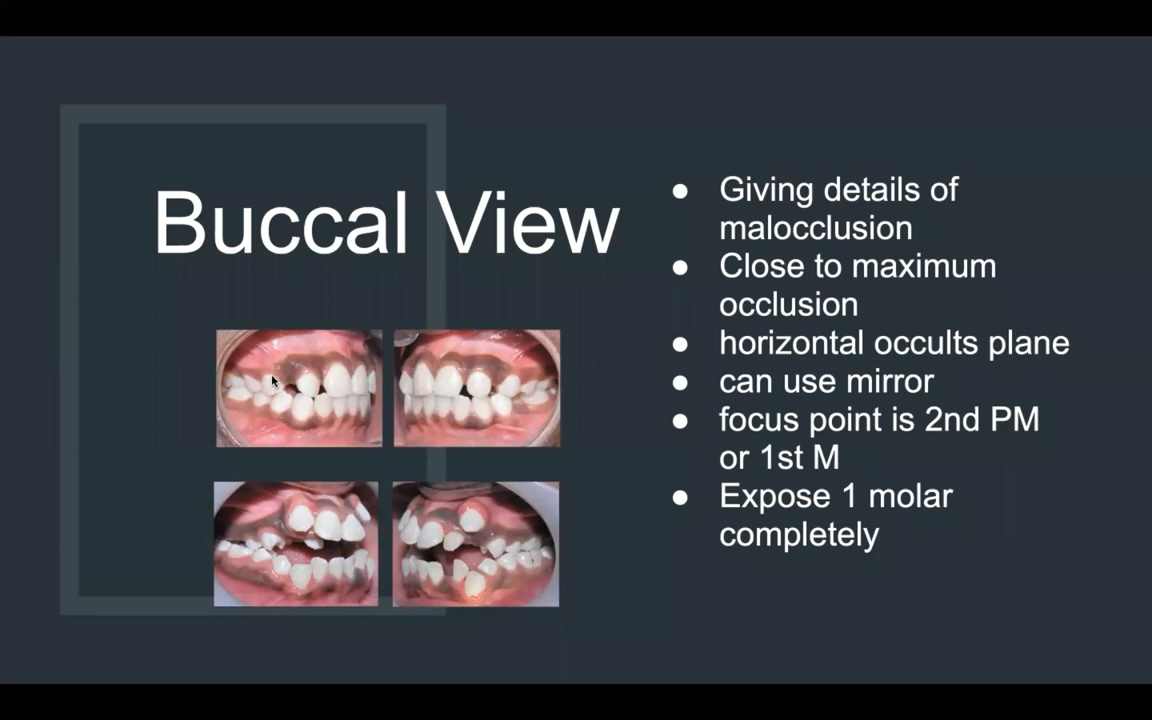 Buccal View
● Giving details of
malocclusion
● Close to maximum
occlusion
● horizontal occults plane
● can use mirror
● focus point is 2nd PM
or 1st M
● Expose 1 molar
completely